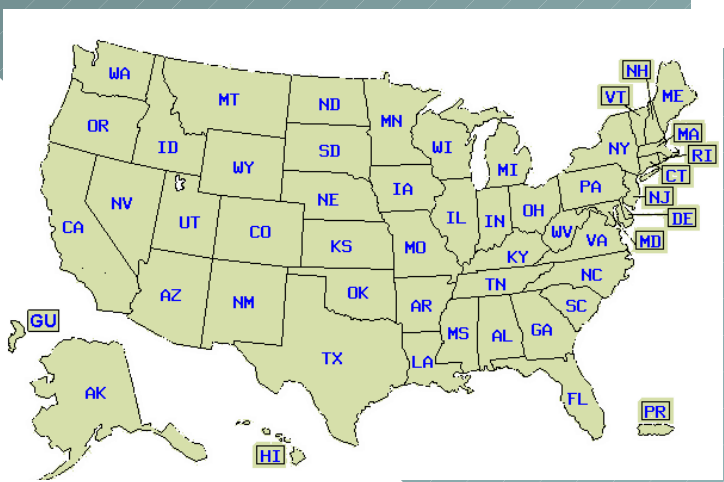 WA
MT
ND
MN
NH
VT
ME
OR
ID
WY
SD
WI
MI
NY
MA
RI
CT
NV
UT
CO
NE
IA
IL
IN
OH
PA
NJ
DE
MD
CA
KS
MO
KY
WV
VA
AZ
NM
OK
AR
TN
NC
SC
GU
TX
LA
MS
AL
GA
AK
HI
FL
PR